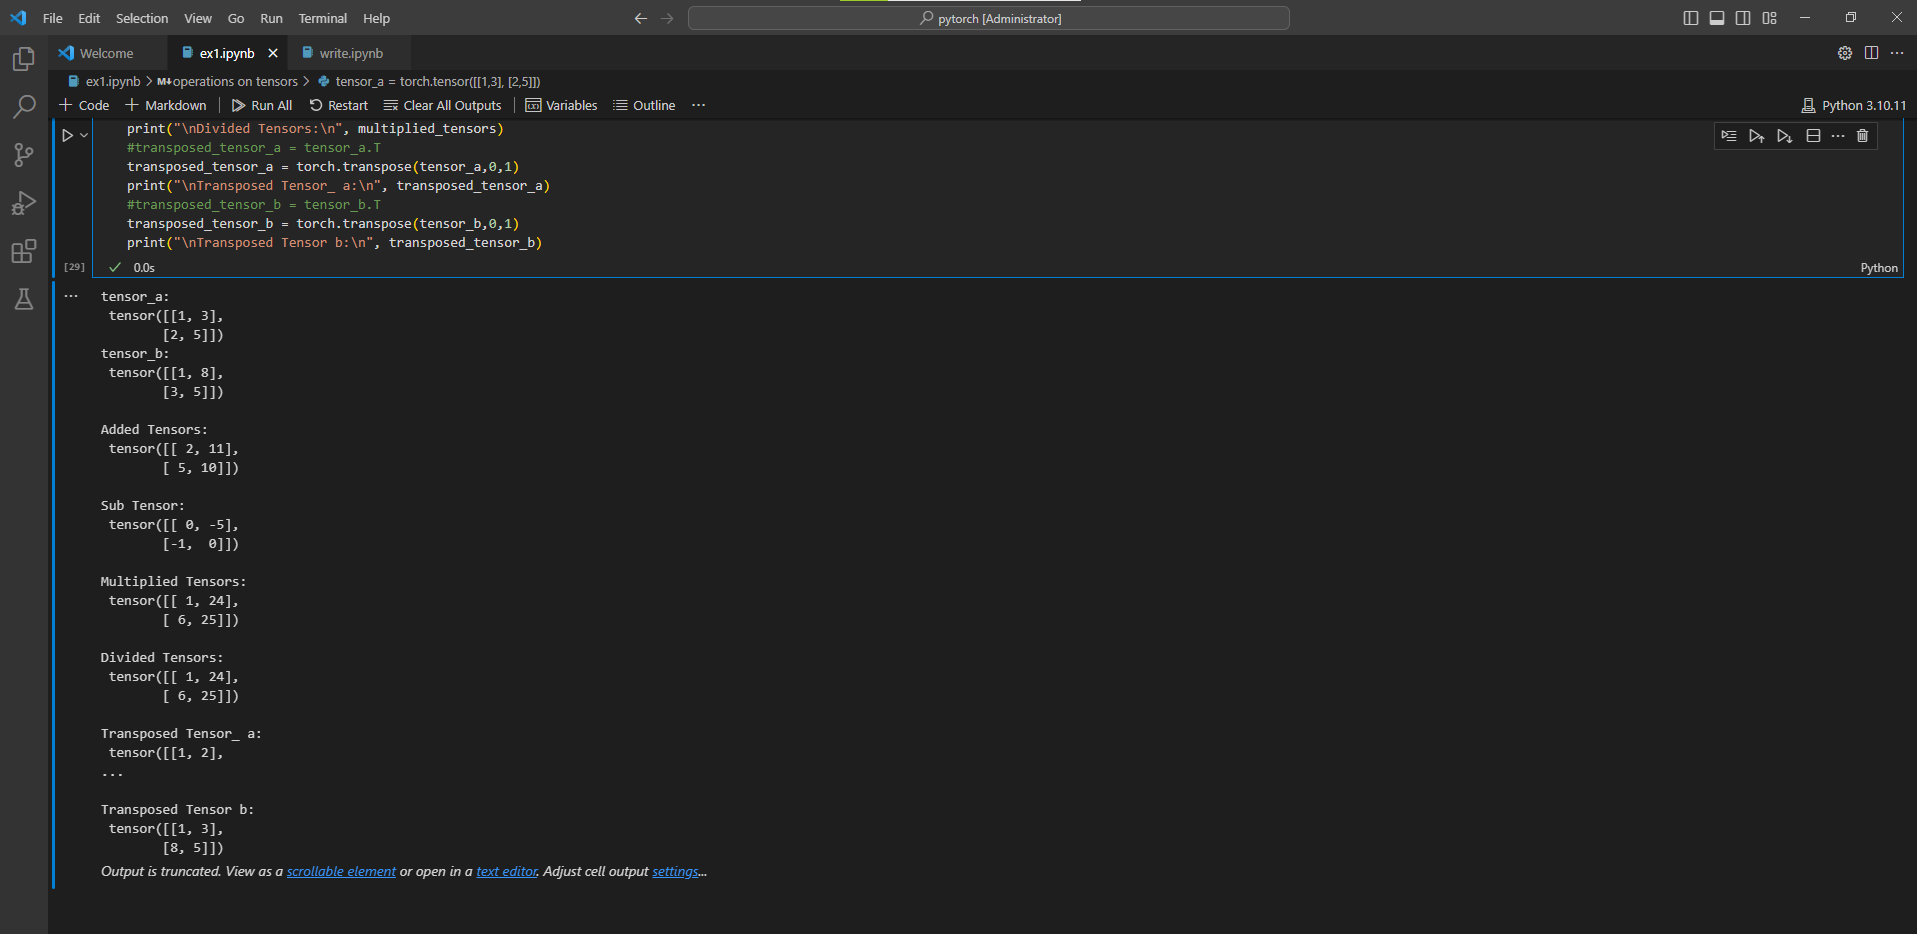 File Edit Selection View Go Run Terminal Help
pytorch [Administrator]
Welcome ex1.ipynb write.ipynb
ex1.ipynb > M↓operations on tensors > tensor_a = torch.tensor([[1,3], [2,5]])
+ Code + Markdown | Run All Restart Clear All Outputs | Variables Outline ... Python 3.10.11
print("\nDivided Tensors:\n", multiplied_tensors)
#transposed_tensor_a = tensor_a.T
transposed_tensor_a = torch.transpose(tensor_a,0,1)
print("\nTransposed Tensor_ a:\n", transposed_tensor_a)
#transposed_tensor_b = tensor_b.T
transposed_tensor_b = torch.transpose(tensor_b,0,1)
print("\nTransposed Tensor b:\n", transposed_tensor_b)
[29] ✓ 0.0s Python
... tensor_a:
tensor([[1, 3],
[2, 5]])
tensor_b:
tensor([[1, 8],
[3, 5]])
Added Tensors:
tensor([[ 2, 11],
[ 5, 10]])
Sub Tensor:
tensor([[ 0, -5],
[-1,  0]])
Multiplied Tensors:
tensor([[ 1, 24],
[ 6, 25]])
Divided Tensors:
tensor([[ 1, 24],
[ 6, 25]])
Transposed Tensor_ a:
tensor([[1, 2],
...
Transposed Tensor b:
tensor([[1, 3],
[8, 5]])
Output is truncated. View as a scrollable element or open in a text editor. Adjust cell output settings...